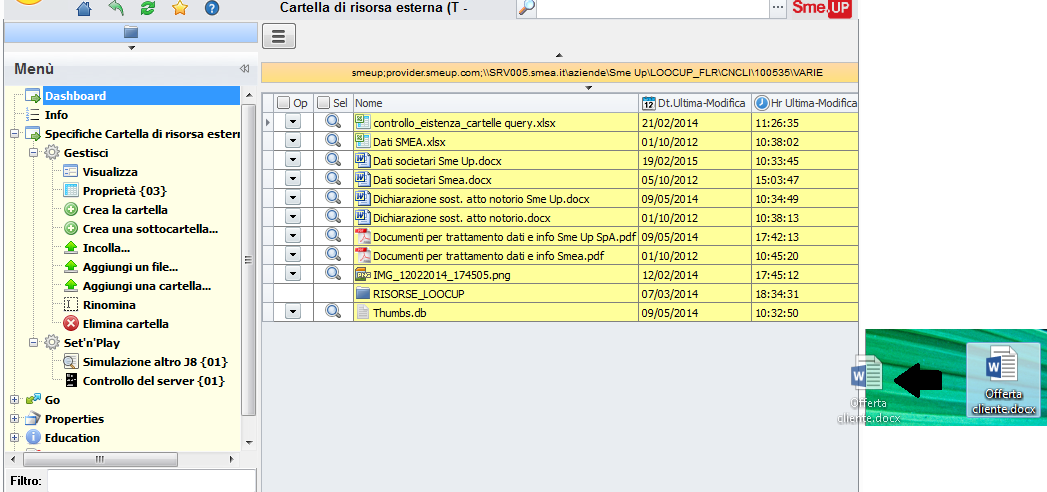 Cartella di risorsa esterna (T -
...
Sme.UP
Menù
smeup;provider.smeup.com;\\SRV005.smea.it\aziende\Sme Up\LOOCUP_FLR\CNCLI\100535\VARIE
Dashboard
Info
Specifiche Cartella di risorsa ester
Gestisci
Visualizza
Proprietà {03}
Crea la cartella
Crea una sottocartella...
Incolla...
Aggiungi un file...
Aggiungi una cartella...
Rinomina
Elimina cartella
Set'n'Play
Simulazione altro J8 {01}
Controllo del server {01}
Go
Properties
Education
Filtro:
Op Sel Nome 12 Dt.Ultima-Modifica Hr Ultima-Modifica
controllo_eistenza_cartelle query.xlsx 21/02/2014 11:26:35
Dati SMEA.xlsx 01/10/2012 10:38:02
Dati societari Sme Up.docx 19/02/2015 10:33:45
Dati societari Smea.docx 05/10/2012 15:03:47
Dichiarazione sost. atto notorio Sme Up.docx 09/05/2014 10:34:49
Dichiarazione sost. atto notorio.docx 01/10/2012 10:38:13
Documenti per trattamento dati e info Sme Up SpA.pdf 09/05/2014 17:42:13
Documenti per trattamento dati e info Smea.pdf 01/10/2012 10:45:20
IMG_12022014_174505.png 12/02/2014 17:45:12
RISORSE_LOOCUP 07/03/2014 18:34:31
Thumbs.db 09/05/2014 10:32:50
Offerta
cliente.docx
Offerta
cliente.docx